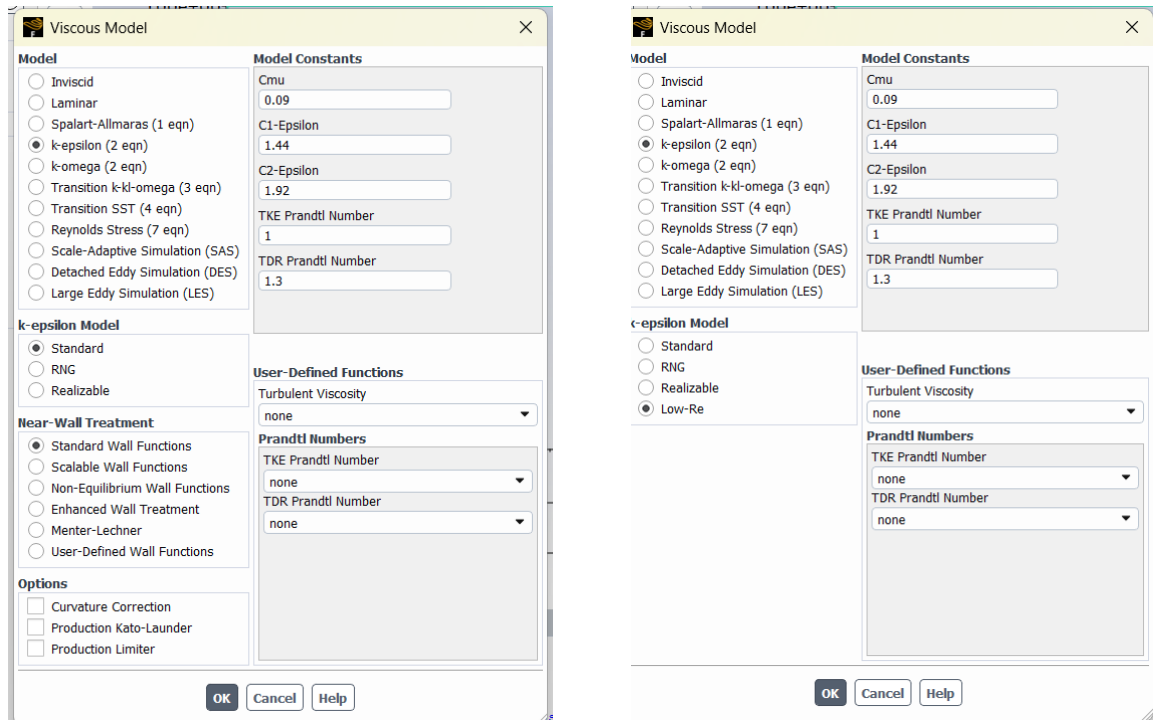 Viscous Model
Model
Inviscid
Laminar
Spalart-Allmaras (1 eqn)
k-epsilon (2 eqn)
k-omega (2 eqn)
Transition k-kl-omega (3 eqn)
Transition SST (4 eqn)
Reynolds Stress (7 eqn)
Scale-Adaptive Simulation (SAS)
Detached Eddy Simulation (DES)
Large Eddy Simulation (LES)
k-epsilon Model
Standard
RNG
Realizable
Near-Wall Treatment
Standard Wall Functions
Scalable Wall Functions
Non-Equilibrium Wall Functions
Enhanced Wall Treatment
Menter-Lechner
User-Defined Wall Functions
Options
Curvature Correction
Production Kato-Launder
Production Limiter
Model Constants
Cmu
0.09
C1-Epsilon
1.44
C2-Epsilon
1.92
TKE Prandtl Number
1
TDR Prandtl Number
1.3
User-Defined Functions
Turbulent Viscosity
none
Prandtl Numbers
TKE Prandtl Number
none
TDR Prandtl Number
none
OK Cancel Help
Viscous Model
Model
Inviscid
Laminar
Spalart-Allmaras (1 eqn)
k-epsilon (2 eqn)
k-omega (2 eqn)
Transition k-kl-omega (3 eqn)
Transition SST (4 eqn)
Reynolds Stress (7 eqn)
Scale-Adaptive Simulation (SAS)
Detached Eddy Simulation (DES)
Large Eddy Simulation (LES)
k-epsilon Model
Standard
RNG
Realizable
Low-Re
Model Constants
Cmu
0.09
C1-Epsilon
1.44
C2-Epsilon
1.92
TKE Prandtl Number
1
TDR Prandtl Number
1.3
User-Defined Functions
Turbulent Viscosity
none
Prandtl Numbers
TKE Prandtl Number
none
TDR Prandtl Number
none
OK Cancel Help